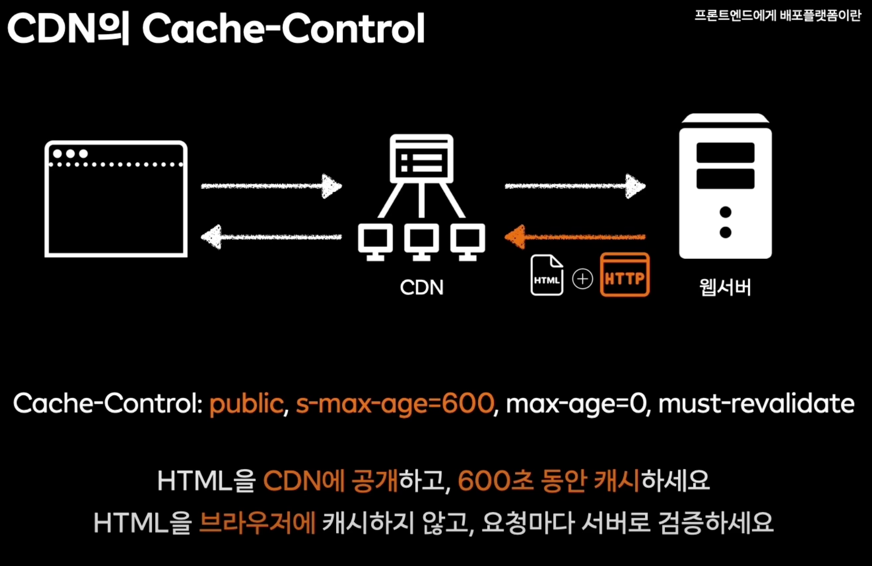 CDN의 Cache-Control
프론트엔드에게 배포플랫폼이란
HTML
HTTP
CDN
웹서버
Cache-Control: public, s-max-age=600, max-age=0, must-revalidate
HTML을 CDN에 공개하고, 600초 동안 캐시하세요
HTML을 브라우저에 캐시하지 않고, 요청마다 서버로 검증하세요